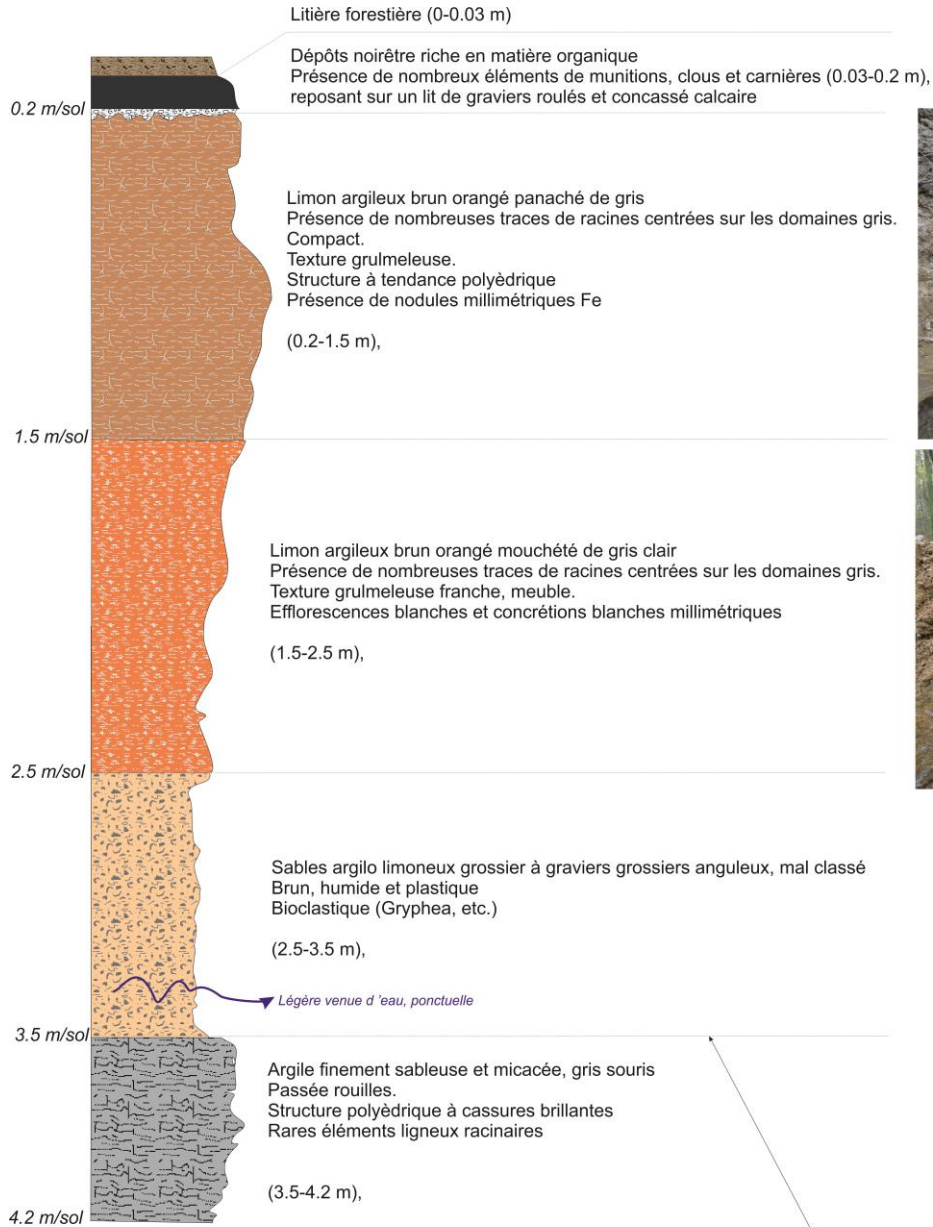 Litière forestière (0-0.03 m)
Dépôts noirêtre riche en matière organique
Présence de nombreux éléments de munitions, clous et carnières (0.03-0.2 m),
reposant sur un lit de graviers roulés et concassé calcaire
0.2 m/sol
Limon argileux brun orangé panaché de gris
Présence de nombreuses traces de racines centrées sur les domaines gris.
Compact.
Texture grulmeleuse.
Structure à tendance polyèdrique
Présence de nodules millimétriques Fe
(0.2-1.5 m),
1.5 m/sol
Limon argileux brun orangé mouchété de gris clair
Présence de nombreuses traces de racines centrées sur les domaines gris.
Texture grulmeleuse franche, meuble.
Efflorescences blanches et concrétions blanches millimétriques
(1.5-2.5 m),
2.5 m/sol
Sables argilo limoneux grossier à graviers grossiers anguleux, mal classé
Brun, humide et plastique
Bioclastique (Gryphea, etc.)
(2.5-3.5 m),
Légère venue d 'eau, ponctuelle
3.5 m/sol
Argile finement sableuse et micacée, gris souris
Passée rouilles.
Structure polyèdrique à cassures brillantes
Rares éléments ligneux racinaires
(3.5-4.2 m),
4.2 m/sol